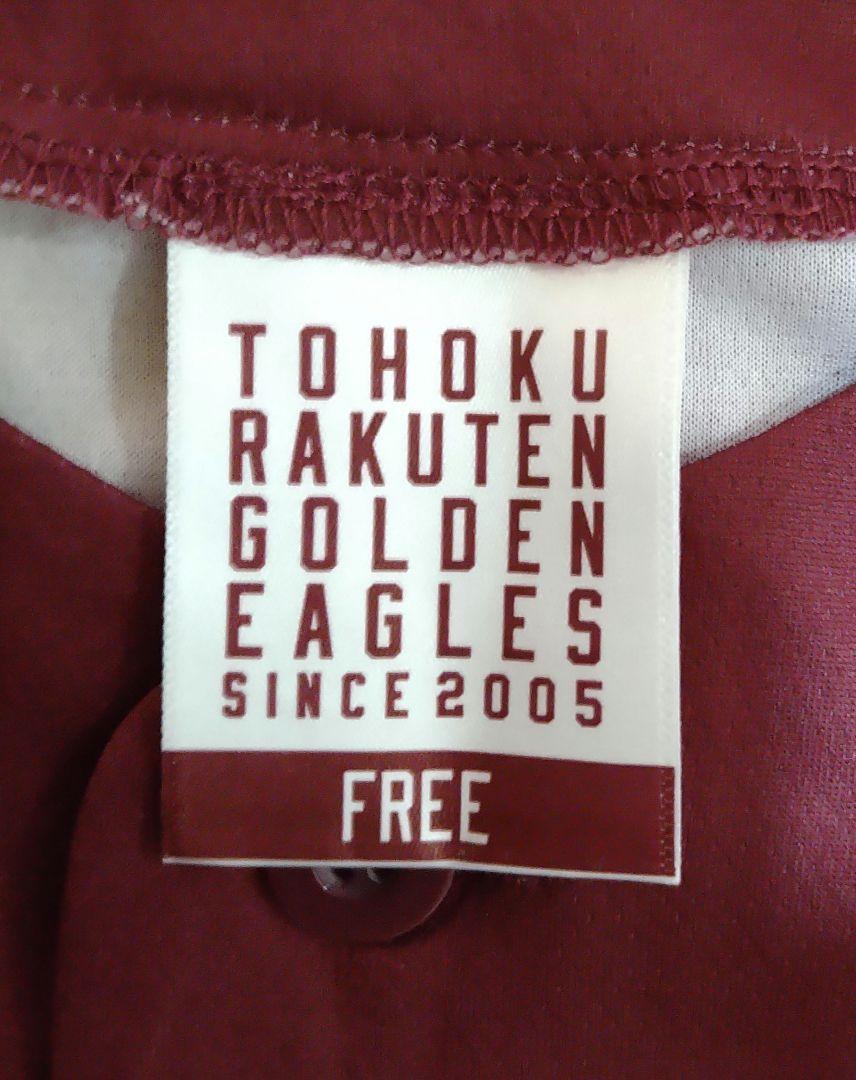 TOHOKU
RAKUTEN
GOLDEN
EAGLES
SINCE 2005
FREE